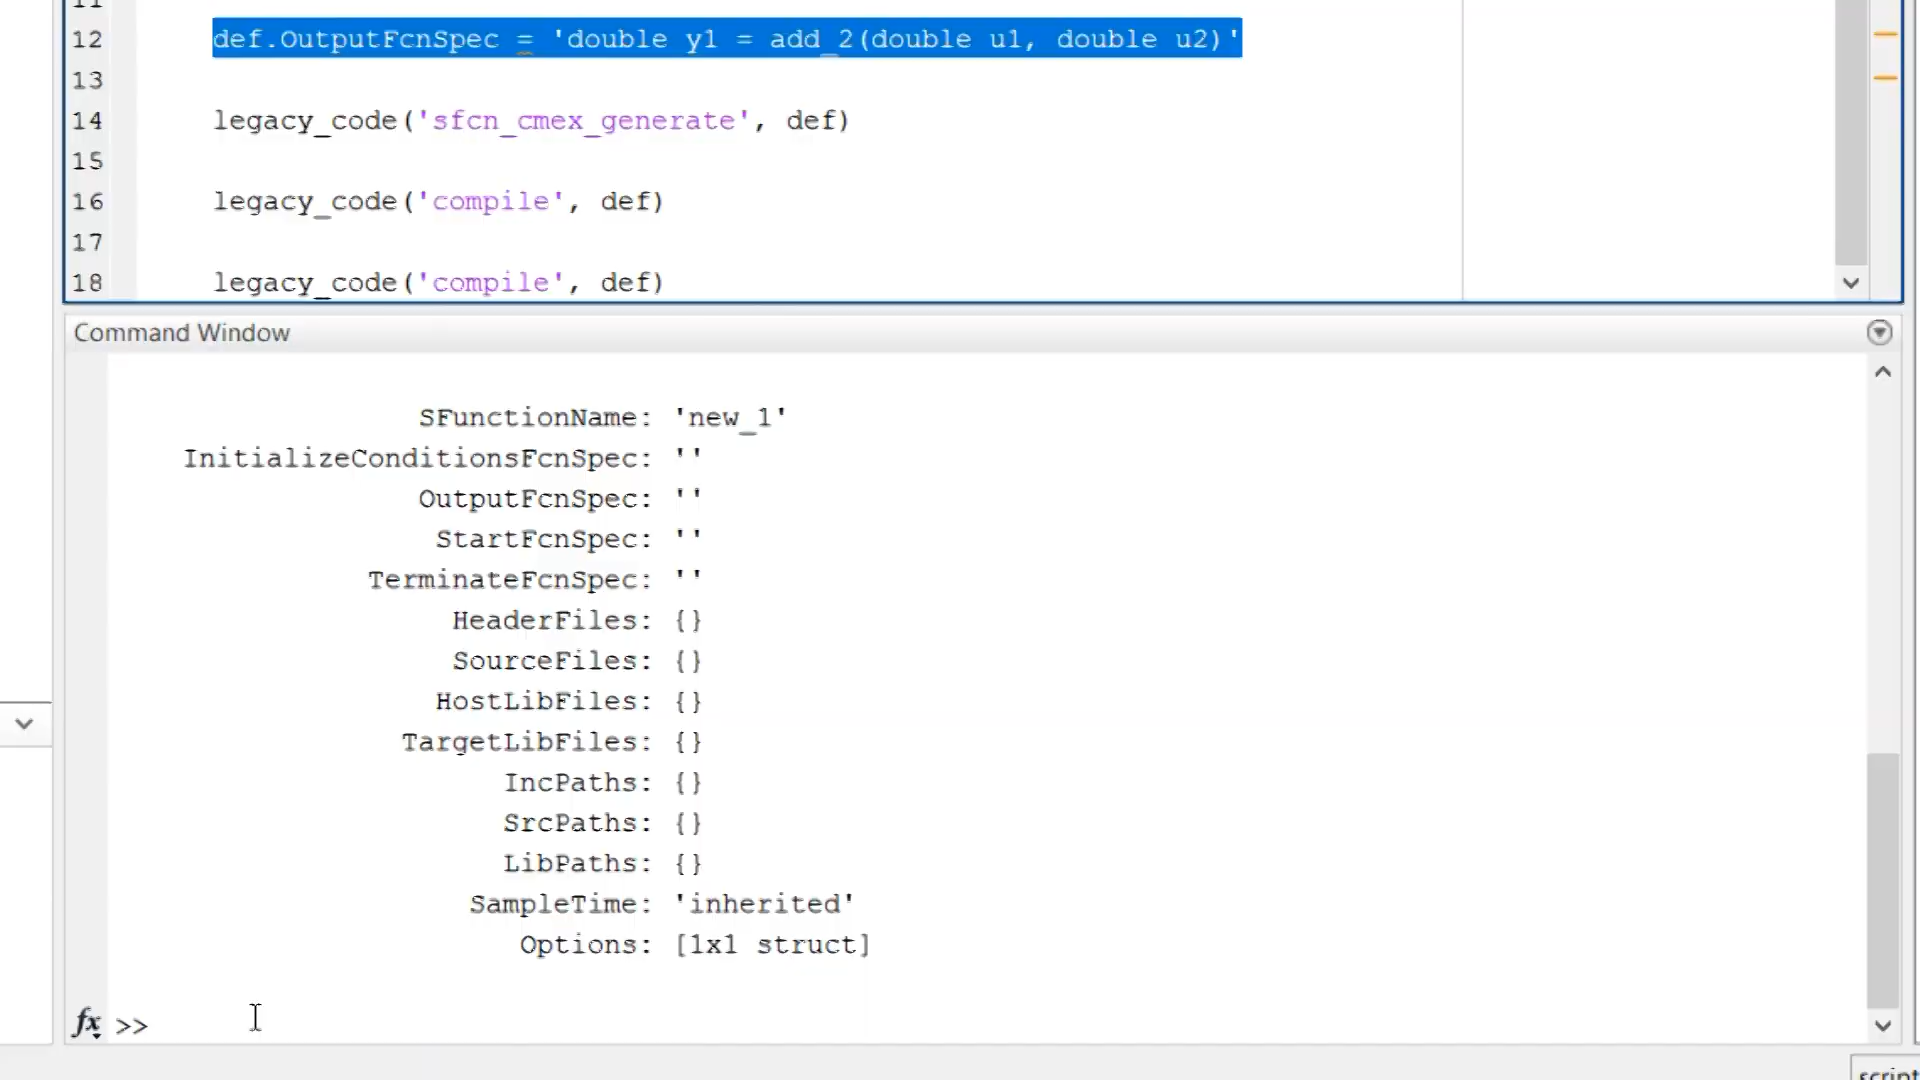 11
12 def.OutputFcnSpec = 'double y1 = add_2(double u1, double u2)'
13
14 legacy_code('sfcn_cmex_generate', def)
15
16 legacy_code('compile', def)
17
18 legacy_code('compile', def)
Command Window
SFunctionName: 'new_1'
InitializeConditionsFcnSpec: ''
OutputFcnSpec: ''
StartFcnSpec: ''
TerminateFcnSpec: ''
HeaderFiles: {}
SourceFiles: {}
HostLibFiles: {}
TargetLibFiles: {}
IncPaths: {}
SrcPaths: {}
LibPaths: {}
SampleTime: 'inherited'
Options: [1x1 struct]
fx >>
script